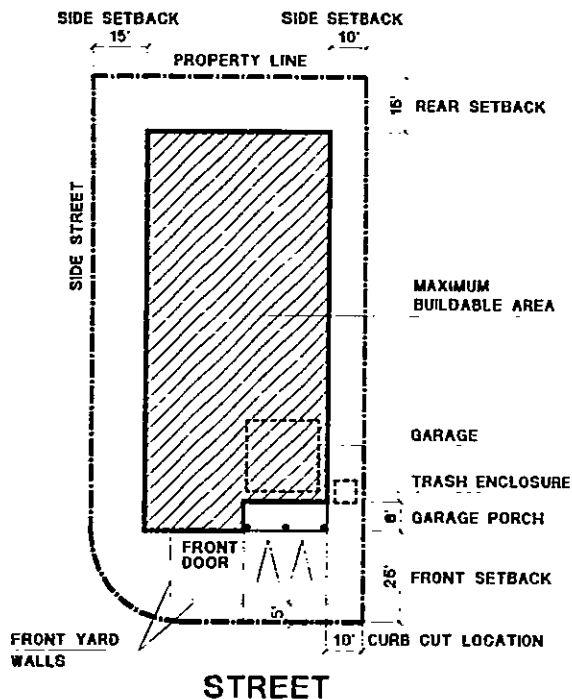 SIDE SETBACK
SIDE SETBACK
15'
10'
PROPERTY LINE
15'
REAR SETBACK
SIDE STREET
MAXIMUM
BUILDABLE AREA
GARAGE
TRASH ENCLOSURE
GARAGE PORCH
FRONT
DOOR
25'
FRONT SETBACK
5'
FRONT YARD
WALLS
10'
CURB CUT LOCATION
STREET